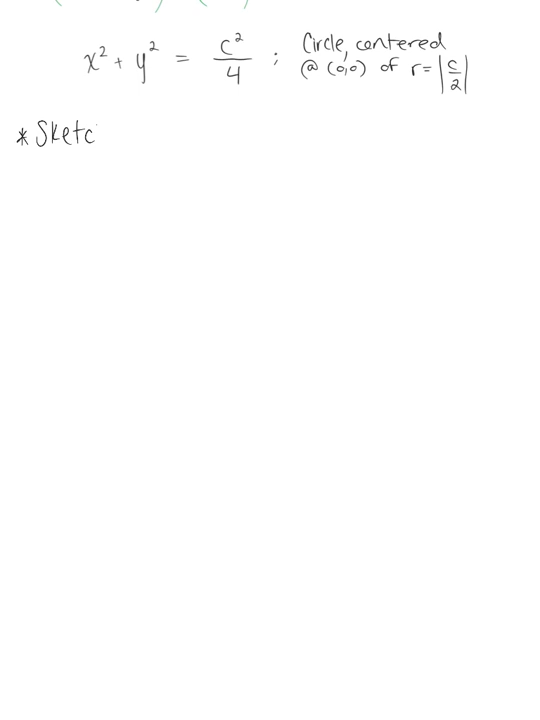 x² + y² = c²/4 ; Circle, centered
@ (0,0) of r = |c/2|
* Sketc